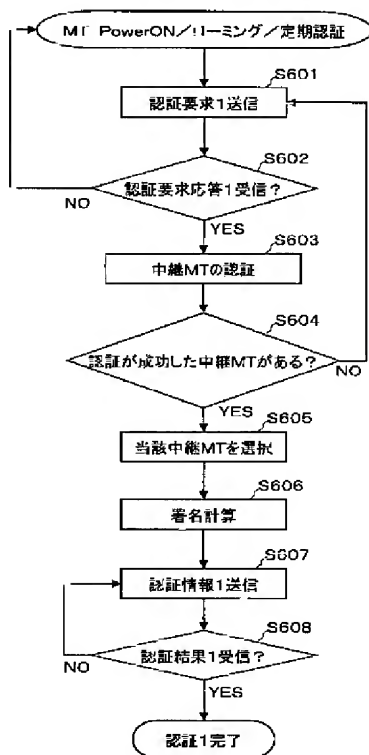 MT PowerON／ローミング／定期認証
S601
認証要求1送信
S602
認証要求応答1受信？
NO
YES
S603
中継MTの認証
S604
認証が成功した中継MTがある？
NO
YES
S605
当該中継MTを選択
S606
署名計算
S607
認証情報1送信
S608
認証結果1受信？
NO
YES
認証1完了